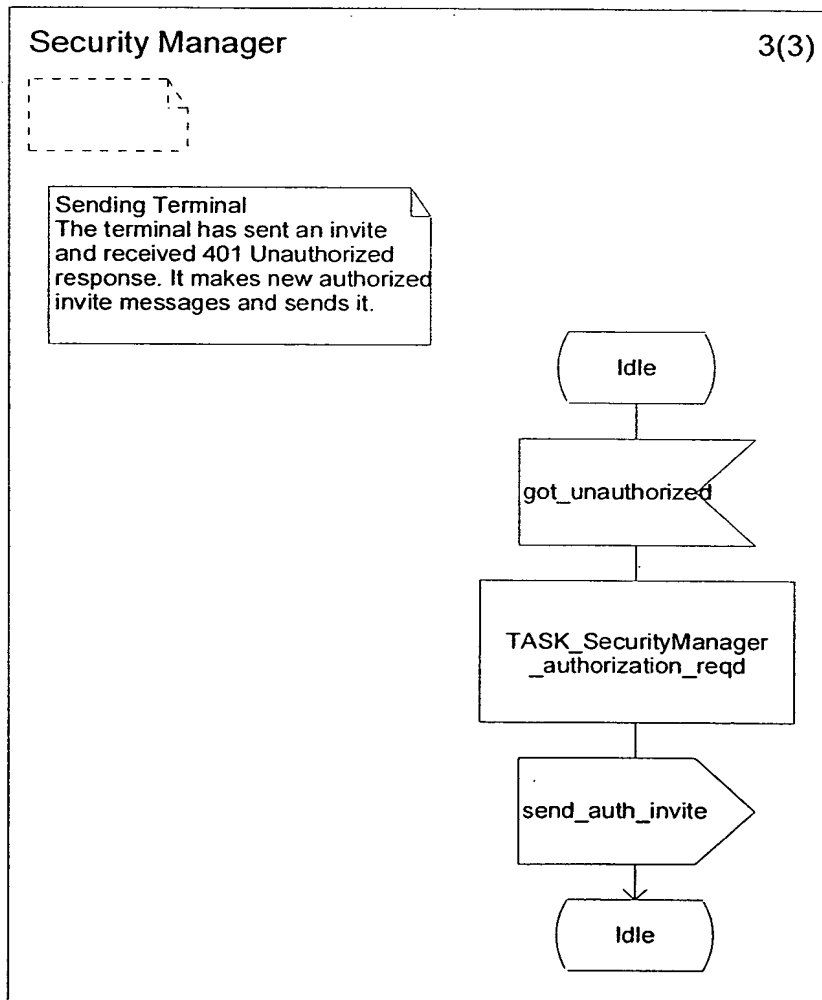 Security Manager
3(3)
Sending Terminal
The terminal has sent an invite
and received 401 Unauthorized
response. It makes new authorized
invite messages and sends it.
Idle
got_unauthorized
TASK_SecurityManager
_authorization_reqd
send_auth_invite
Idle